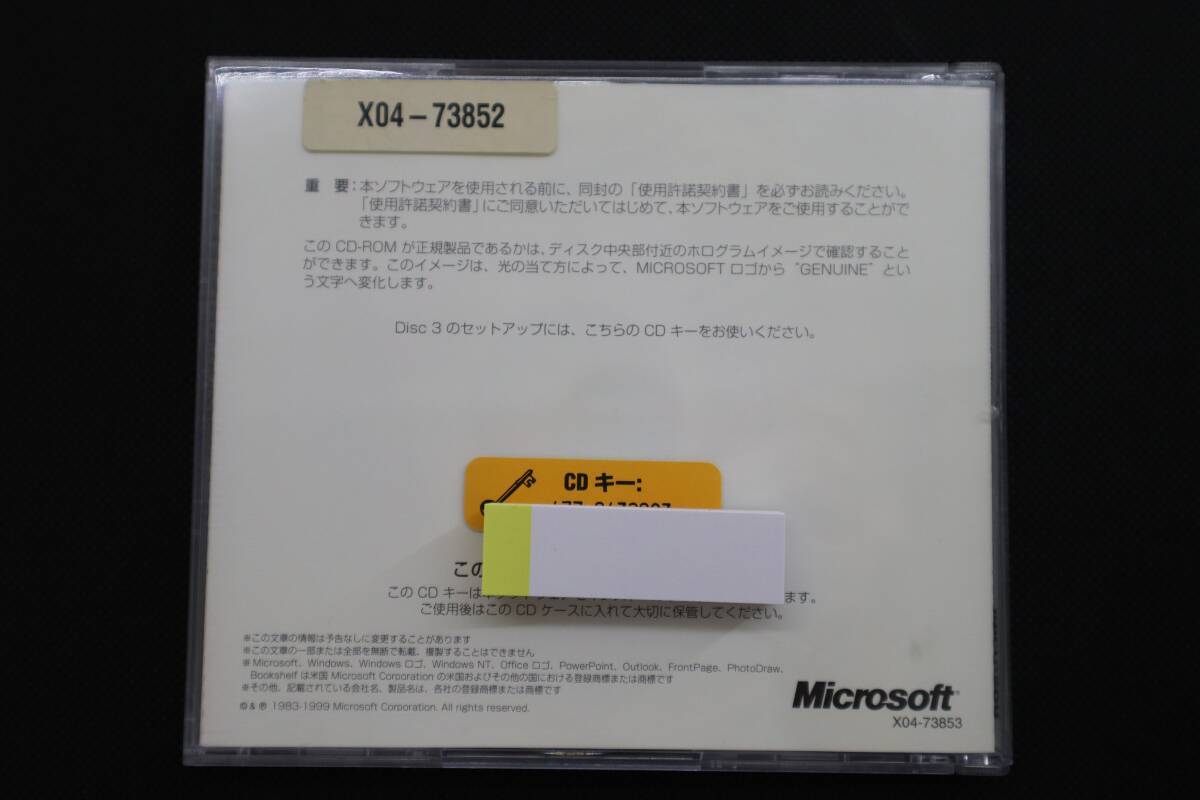 X04-73852
重 要：本ソフトウェアを使用される前に、同封の「使用許諾契約書」を必ずお読みください。
「使用許諾契約書」にご同意いただいてはじめて、本ソフトウェアをご使用することがで
きます。
この CD-ROM が正規製品であるかは、ディスク中央部付近のホログラムイメージで確認すること
ができます。このイメージは、光の当て方によって、MICROSOFT ロゴから "GENUINE" とい
う文字へ変化します。
Disc 3 のセットアップには、こちらの CD キーをお使いください。
CD キー:
この
この CD キーは ます。
ご使用後はこの CD ケースに入れて大切に保管してください。
※この文章の情報は予告なしに変更することがあります
※この文章の一部または全部を無断で転載、複製することはできません
※ Microsoft、Windows、Windows ロゴ、Windows NT、Office ロゴ、PowerPoint、Outlook、FrontPage、PhotoDraw、
Bookshelf は米国 Microsoft Corporation の米国およびその他の国における登録商標または商標です
※その他、記載されている会社名、製品名は、各社の登録商標または商標です
© & ℗ 1983-1999 Microsoft Corporation. All rights reserved.
Microsoft®
X04-73853